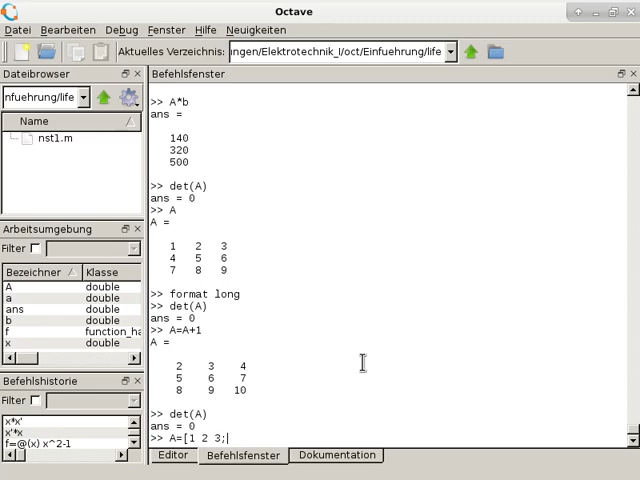 Octave
Datei Bearbeiten Debug Fenster Hilfe Neuigkeiten
Aktuelles Verzeichnis: ungen/Elektrotechnik_I/oct/Einfuehrung/life
Dateibrowser
nfuehrung/life
Name
nst1.m
Arbeitsumgebung
Filter
Bezeichner Klasse
A double
a double
ans double
b double
f function_ha
x double
Befehlshistorie
Filter
x*x'
x'*x
f=@(x) x^2-1
Befehlsfenster
>> A*b
ans =
140
320
500
>> det(A)
ans = 0
>> A
A =
1 2 3
4 5 6
7 8 9
>> format long
>> det(A)
ans = 0
>> A=A+1
A =
2 3 4
5 6 7
8 9 10
>> det(A)
ans = 0
>> A=[1 2 3;
Editor Befehlsfenster Dokumentation